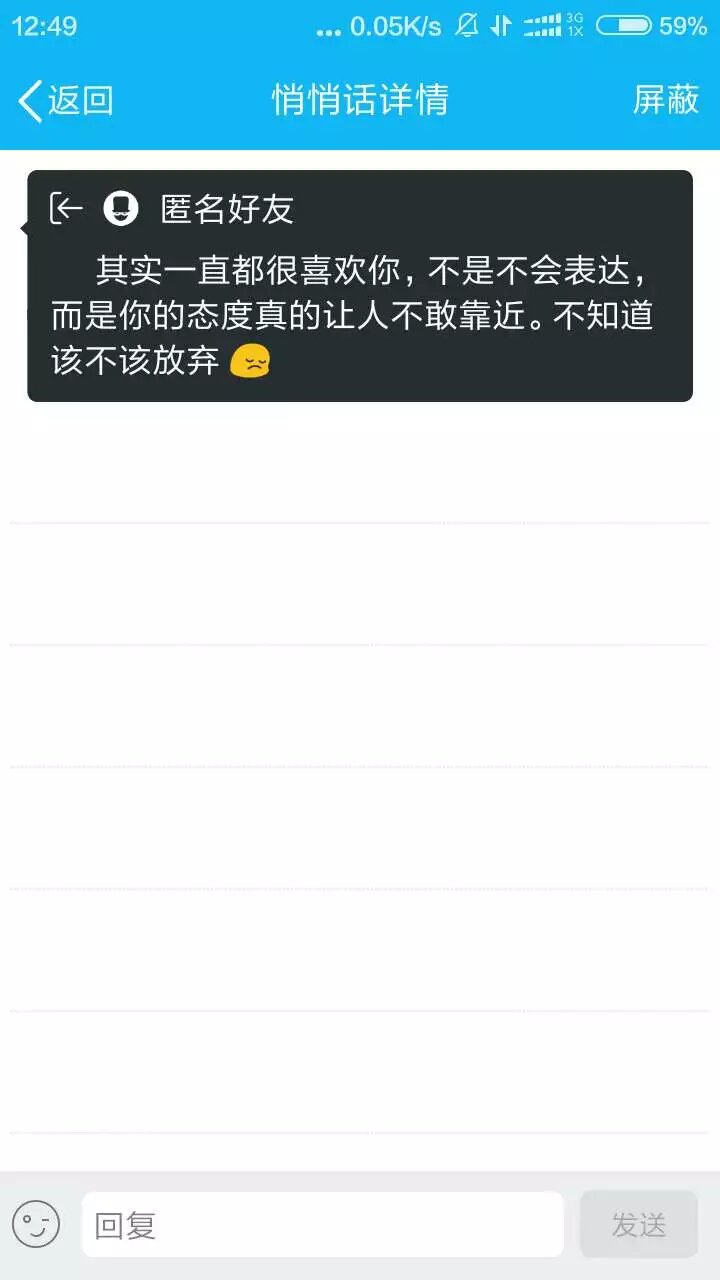 12:49 ... 0.05K/s 3G 1X 59%
返回 悄悄话详情 屏蔽
匿名好友
其实一直都很喜欢你，不是不会表达，
而是你的态度真的让人不敢靠近。不知道
该不该放弃
回复 发送